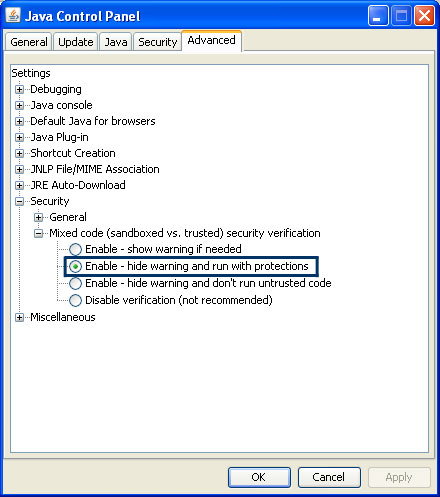 Java Control Panel
General Update Java Security Advanced
Settings
Debugging
Java console
Default Java for browsers
Java Plug-in
Shortcut Creation
JNLP File/MIME Association
JRE Auto-Download
Security
General
Mixed code (sandboxed vs. trusted) security verification
Enable - show warning if needed
Enable - hide warning and run with protections
Enable - hide warning and don't run untrusted code
Disable verification (not recommended)
Miscellaneous
OK Cancel Apply